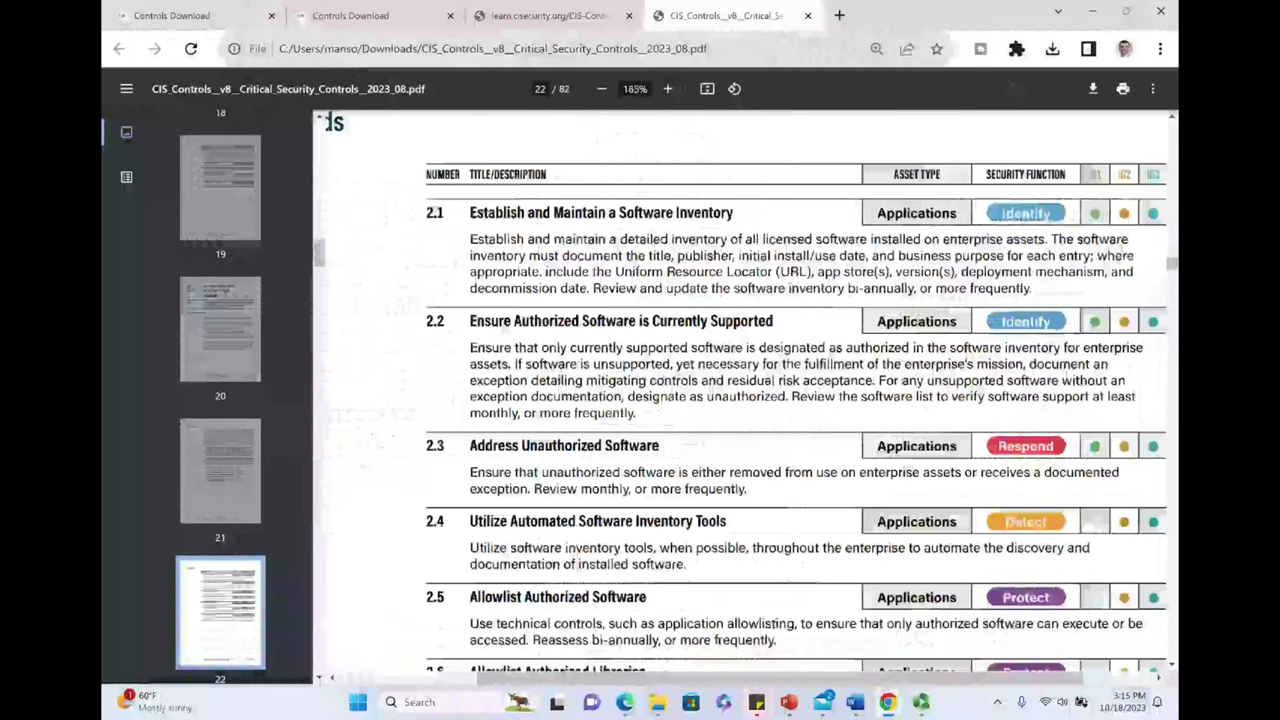 Controls Download
Controls Download
learn.cisecurity.org/CIS-Con
CIS_Controls__v8__Critical_Se
File
C:/Users/manso/Downloads/CIS_Controls__v8__Critical_Security_Controls__2023_08.pdf
CIS_Controls__v8__Critical_Security_Controls__2023_08.pdf
22 / 82
185%
18
19
20
21
22
ds
NUMBER TITLE/DESCRIPTION ASSET TYPE SECURITY FUNCTION IG1 IG2 IG3
2.1 Establish and Maintain a Software Inventory Applications Identify
Establish and maintain a detailed inventory of all licensed software installed on enterprise assets. The software
inventory must document the title, publisher, initial install/use date, and business purpose for each entry; where
appropriate. include the Uniform Resource Locator (URL), app store(s), version(s), deployment mechanism, and
decommission date. Review and update the software inventory bi-annually, or more frequently.
2.2 Ensure Authorized Software is Currently Supported Applications Identify
Ensure that only currently supported software is designated as authorized in the software inventory for enterprise
assets. If software is unsupported, yet necessary for the fulfillment of the enterprise's mission, document an
exception detailing mitigating controls and residual risk acceptance. For any unsupported software without an
exception documentation, designate as unauthorized. Review the software list to verify software support at least
monthly, or more frequently.
2.3 Address Unauthorized Software Applications Respond
Ensure that unauthorized software is either removed from use on enterprise assets or receives a documented
exception. Review monthly, or more frequently.
2.4 Utilize Automated Software Inventory Tools Applications Detect
Utilize software inventory tools, when possible, throughout the enterprise to automate the discovery and
documentation of installed software.
2.5 Allowlist Authorized Software Applications Protect
Use technical controls, such as application allowlisting, to ensure that only authorized software can execute or be
accessed. Reassess bi-annually, or more frequently.
Allowlist Authorized Libraries
60°F
Mostly sunny
Search
3:15 PM
10/18/2023